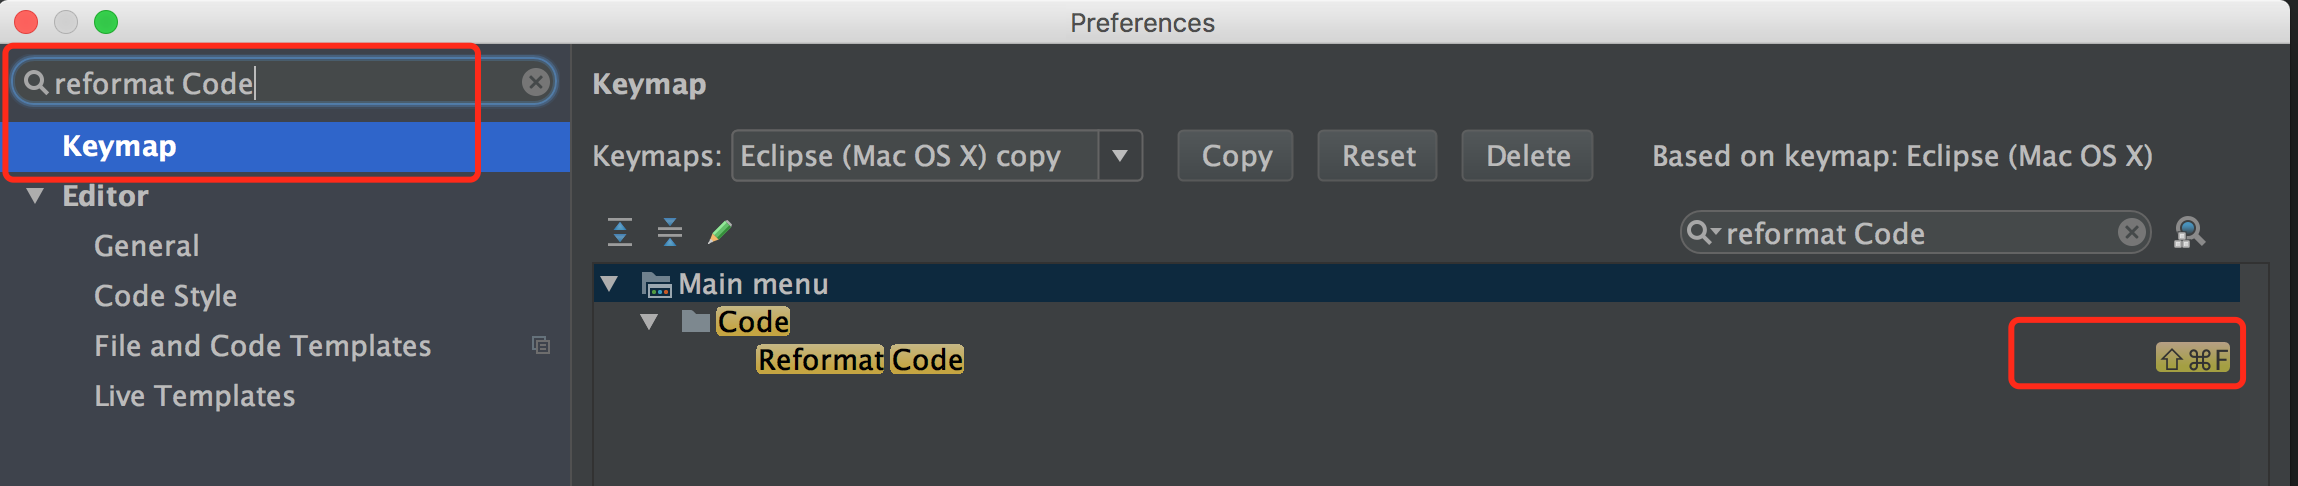 Preferences
reformat Code
Keymap
Editor
General
Code Style
File and Code Templates
Live Templates
Keymap
Keymaps: Eclipse (Mac OS X) copy Copy Reset Delete Based on keymap: Eclipse (Mac OS X)
reformat Code
Main menu
Code
Reformat Code ⇧⌘F